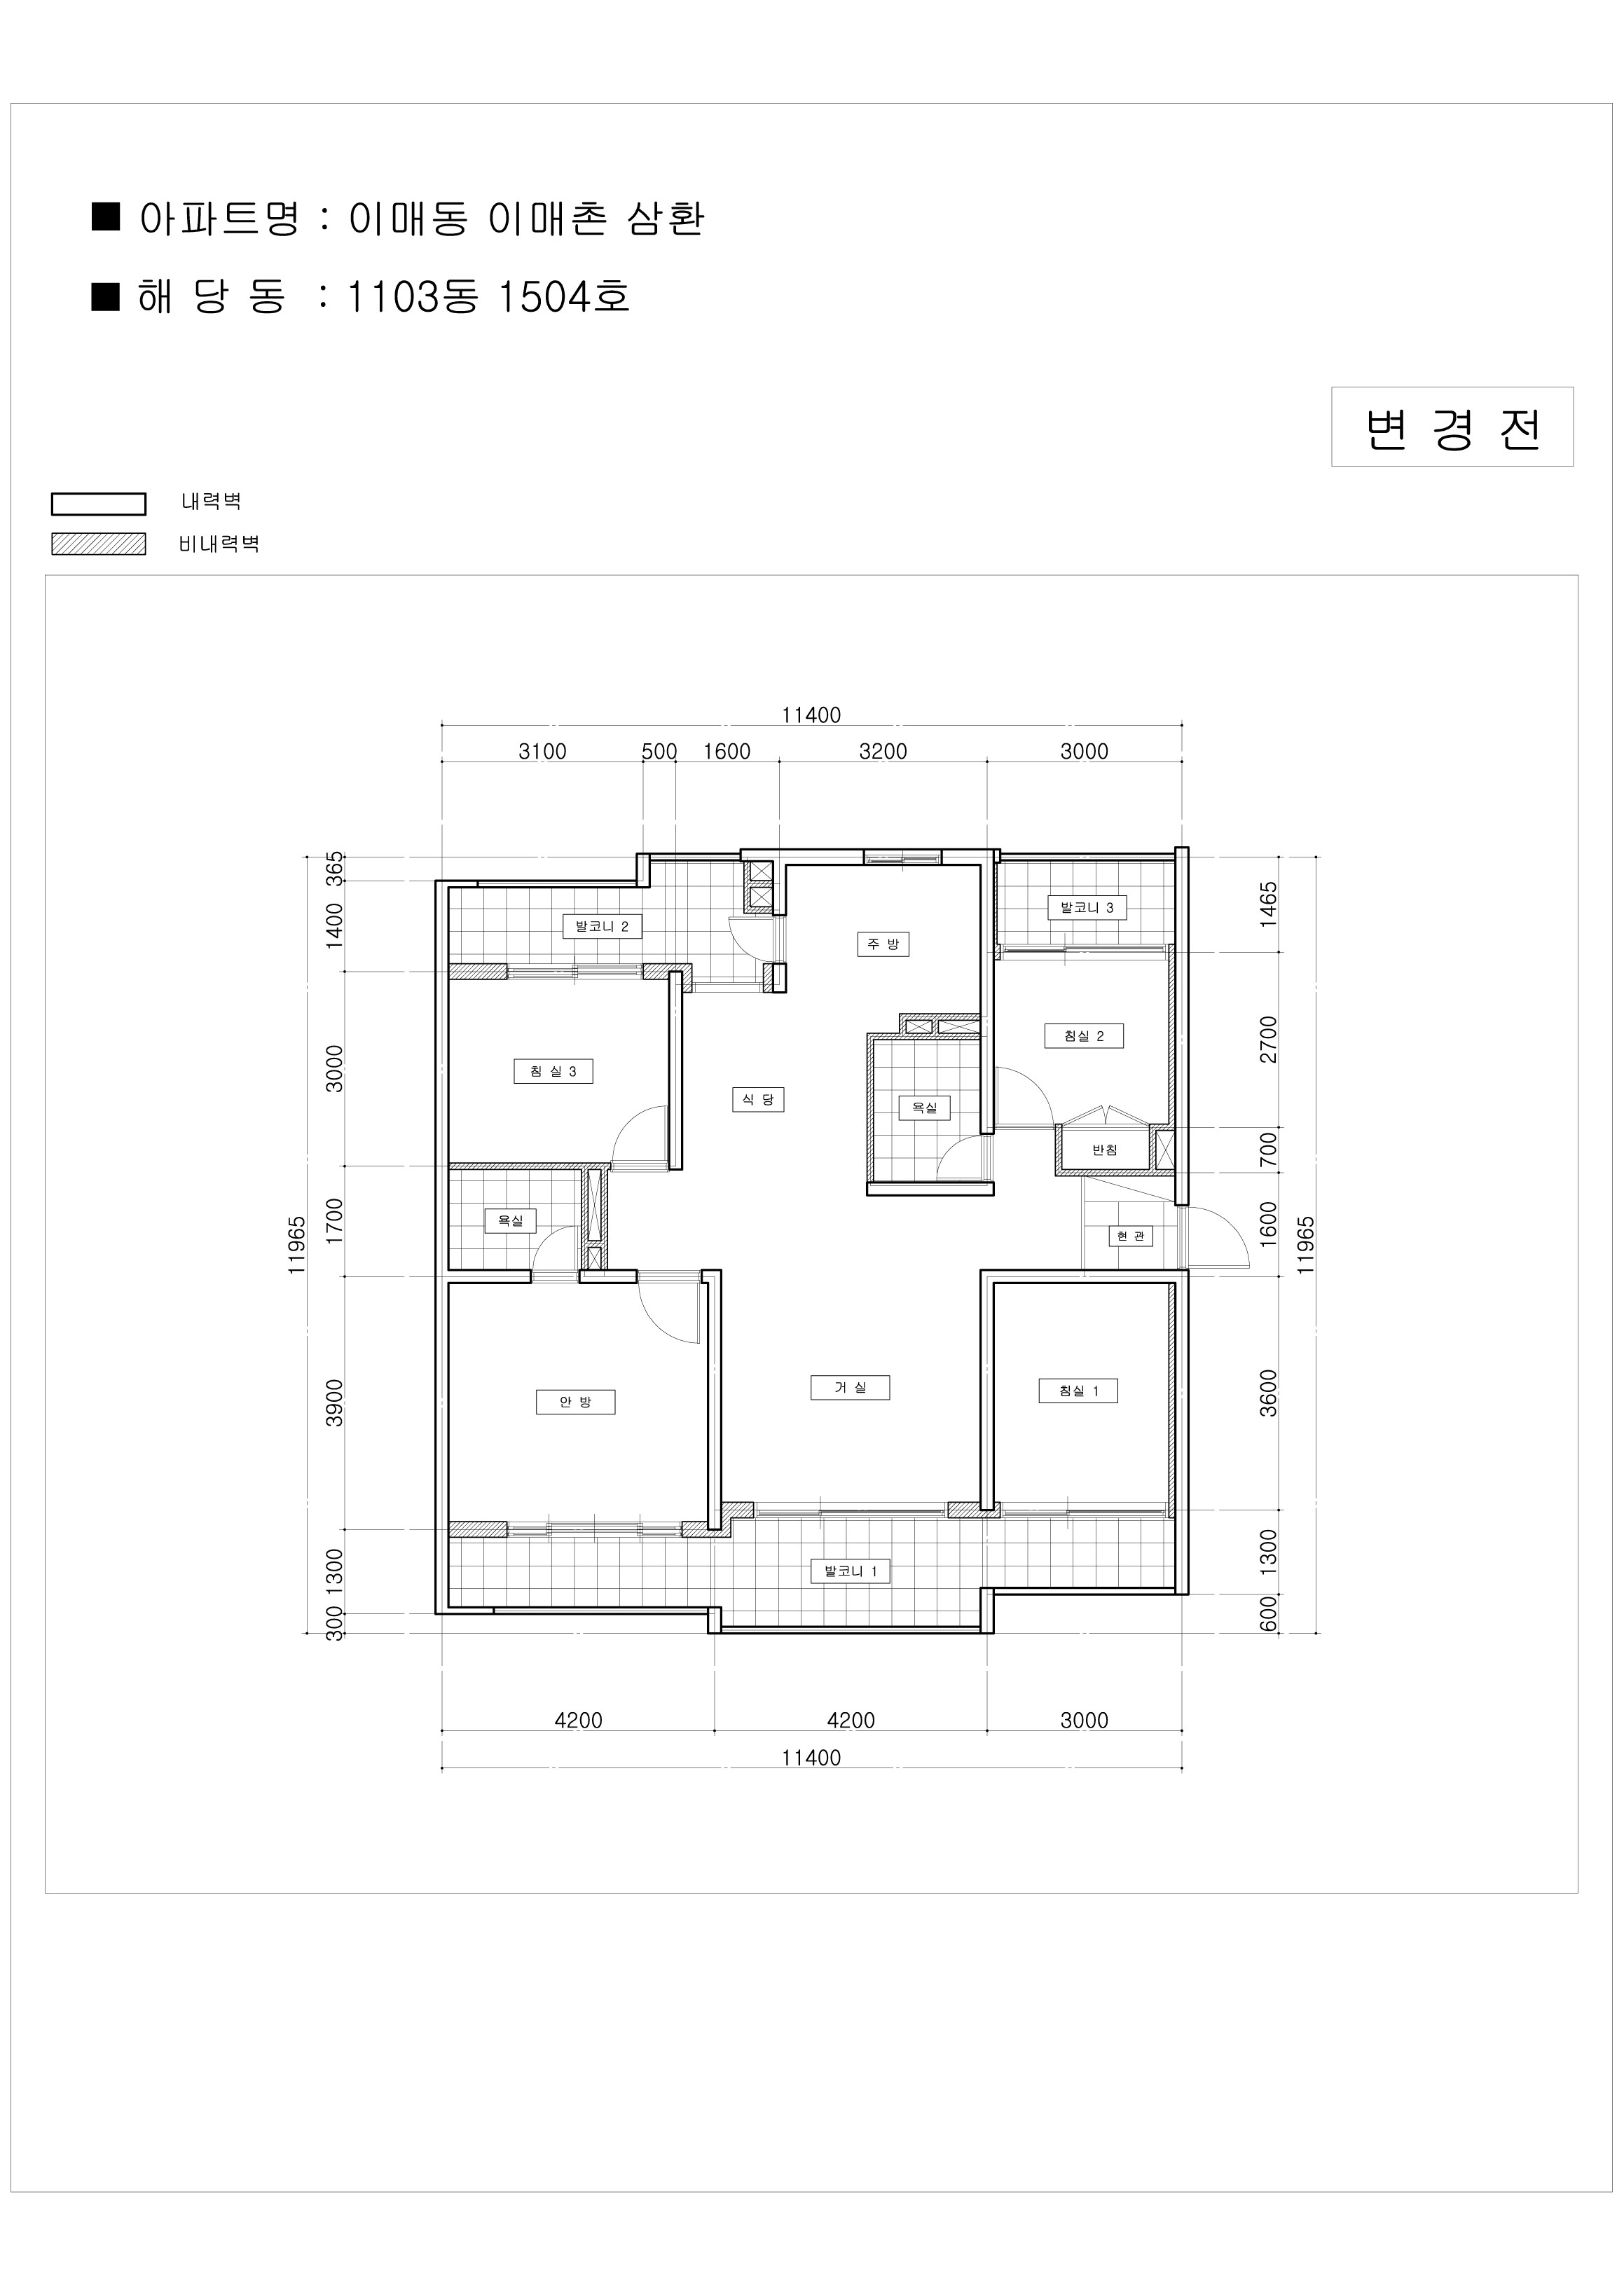 ■ 아파트명 : 이매동 이매촌 삼환
■ 해 당 동 : 1103동 1504호
변 경 전
내력벽
비내력벽
11400
3100 500 1600 3200 3000
365
1400
3000
1700
3900
1300
300
11965
1465
2700
700
1600
3600
1300
600
11965
발코니 2
발코니 3
주 방
침실 2
침 실 3
식 당
욕실
반침
욕실
현 관
거 실
침실 1
안 방
발코니 1
4200 4200 3000
11400